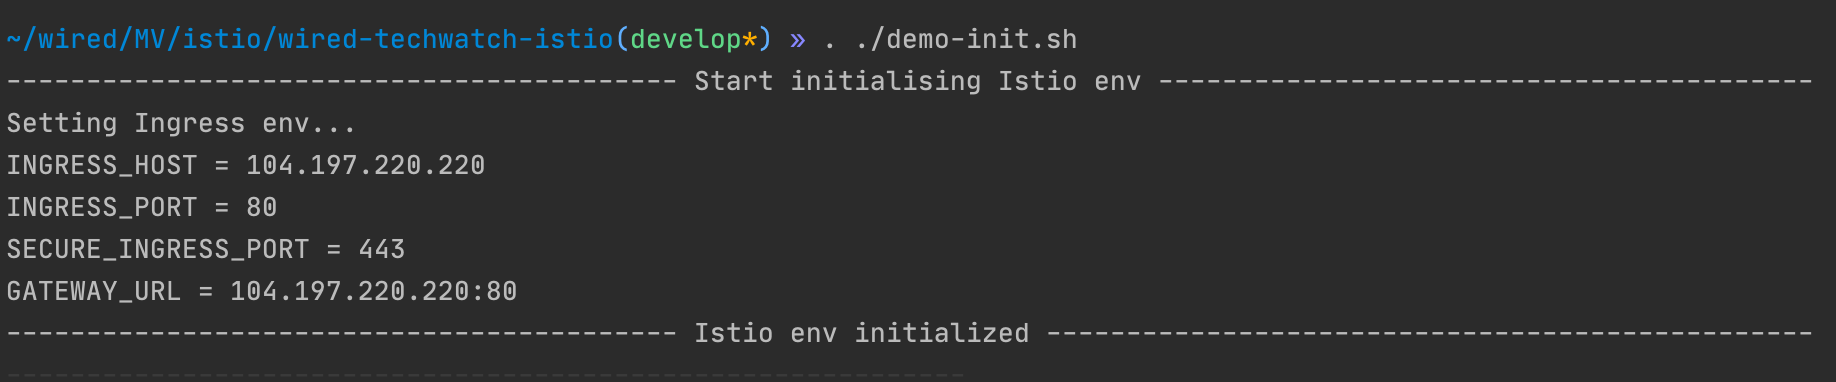 ~/wired/MV/istio/wired-techwatch-istio(develop*) » . ./demo-init.sh
------------------------------------------ Start initialising Istio env -----------------------------------------
Setting Ingress env...
INGRESS_HOST = 104.197.220.220
INGRESS_PORT = 80
SECURE_INGRESS_PORT = 443
GATEWAY_URL = 104.197.220.220:80
------------------------------------------ Istio env initialized ------------------------------------------------
------------------------------------------------------------